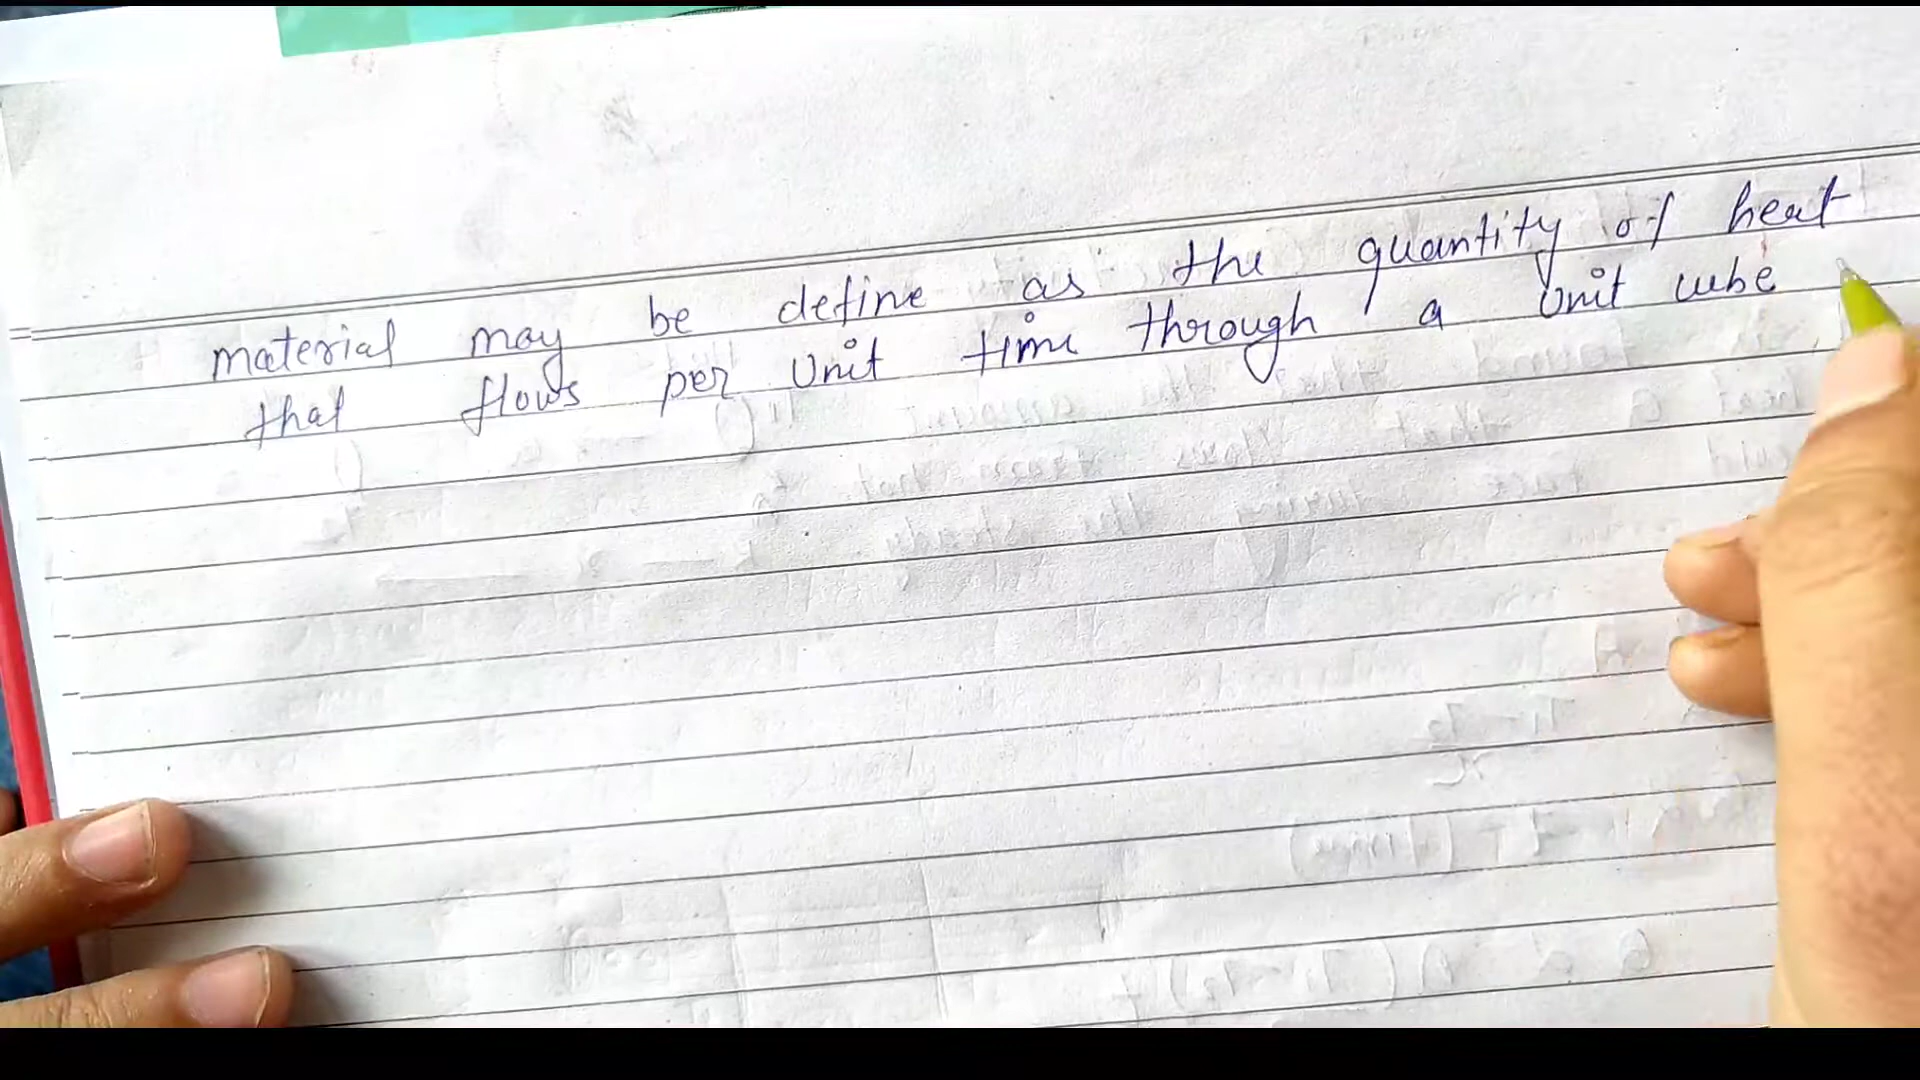 material may be define as the quantity of heat
that flows per Unit time through a Unit cube